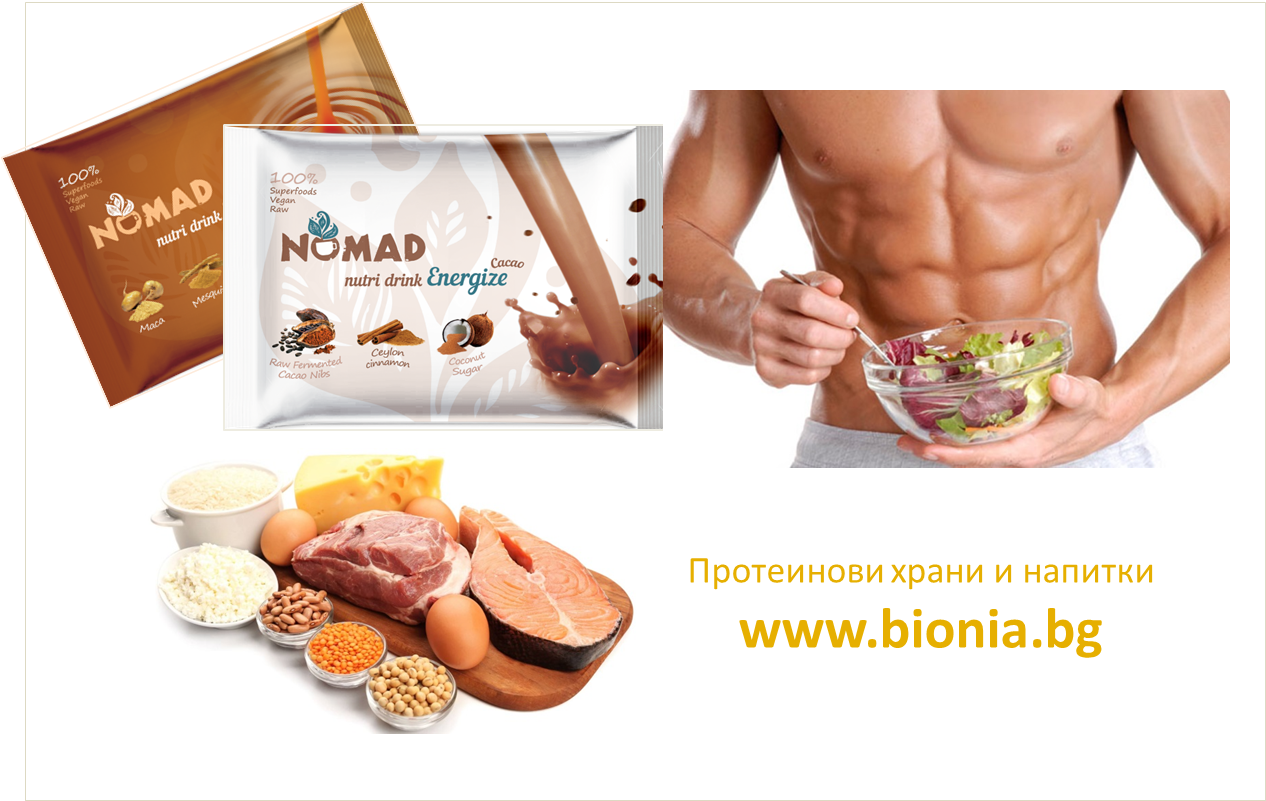 100%
Superfoods
Vegan
Raw
NOMAD
nutri drink
Maca
100%
Superfoods
Vegan
Raw
NOMAD
nutri drink Energize Cacao
Raw Fermented
Cacao Nibs
Ceylon
cinnamon
Coconut
Sugar
Протеинови храни и напитки
www.bionia.bg